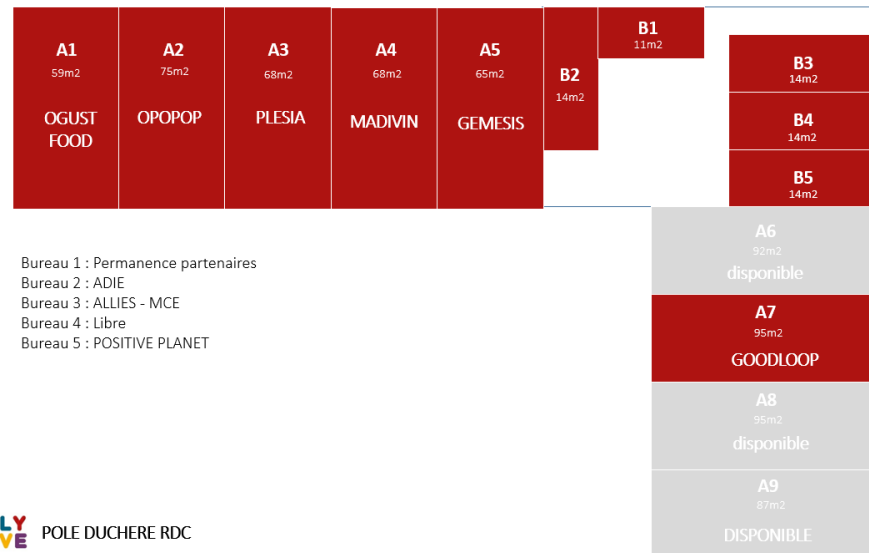 A1
59m2
OGUST
FOOD
A2
75m2
OPOPOP
A3
68m2
PLESIA
A4
68m2
MADIVIN
A5
65m2
GEMESIS
B2
14m2
B1
11m2
B3
14m2
B4
14m2
B5
14m2
A6
92m2
disponible
A7
95m2
GOODLOOP
A8
95m2
disponible
A9
87m2
DISPONIBLE
Bureau 1 : Permanence partenaires
Bureau 2 : ADIE
Bureau 3 : ALLIES - MCE
Bureau 4 : Libre
Bureau 5 : POSITIVE PLANET
LY
VE
POLE DUCHERE RDC